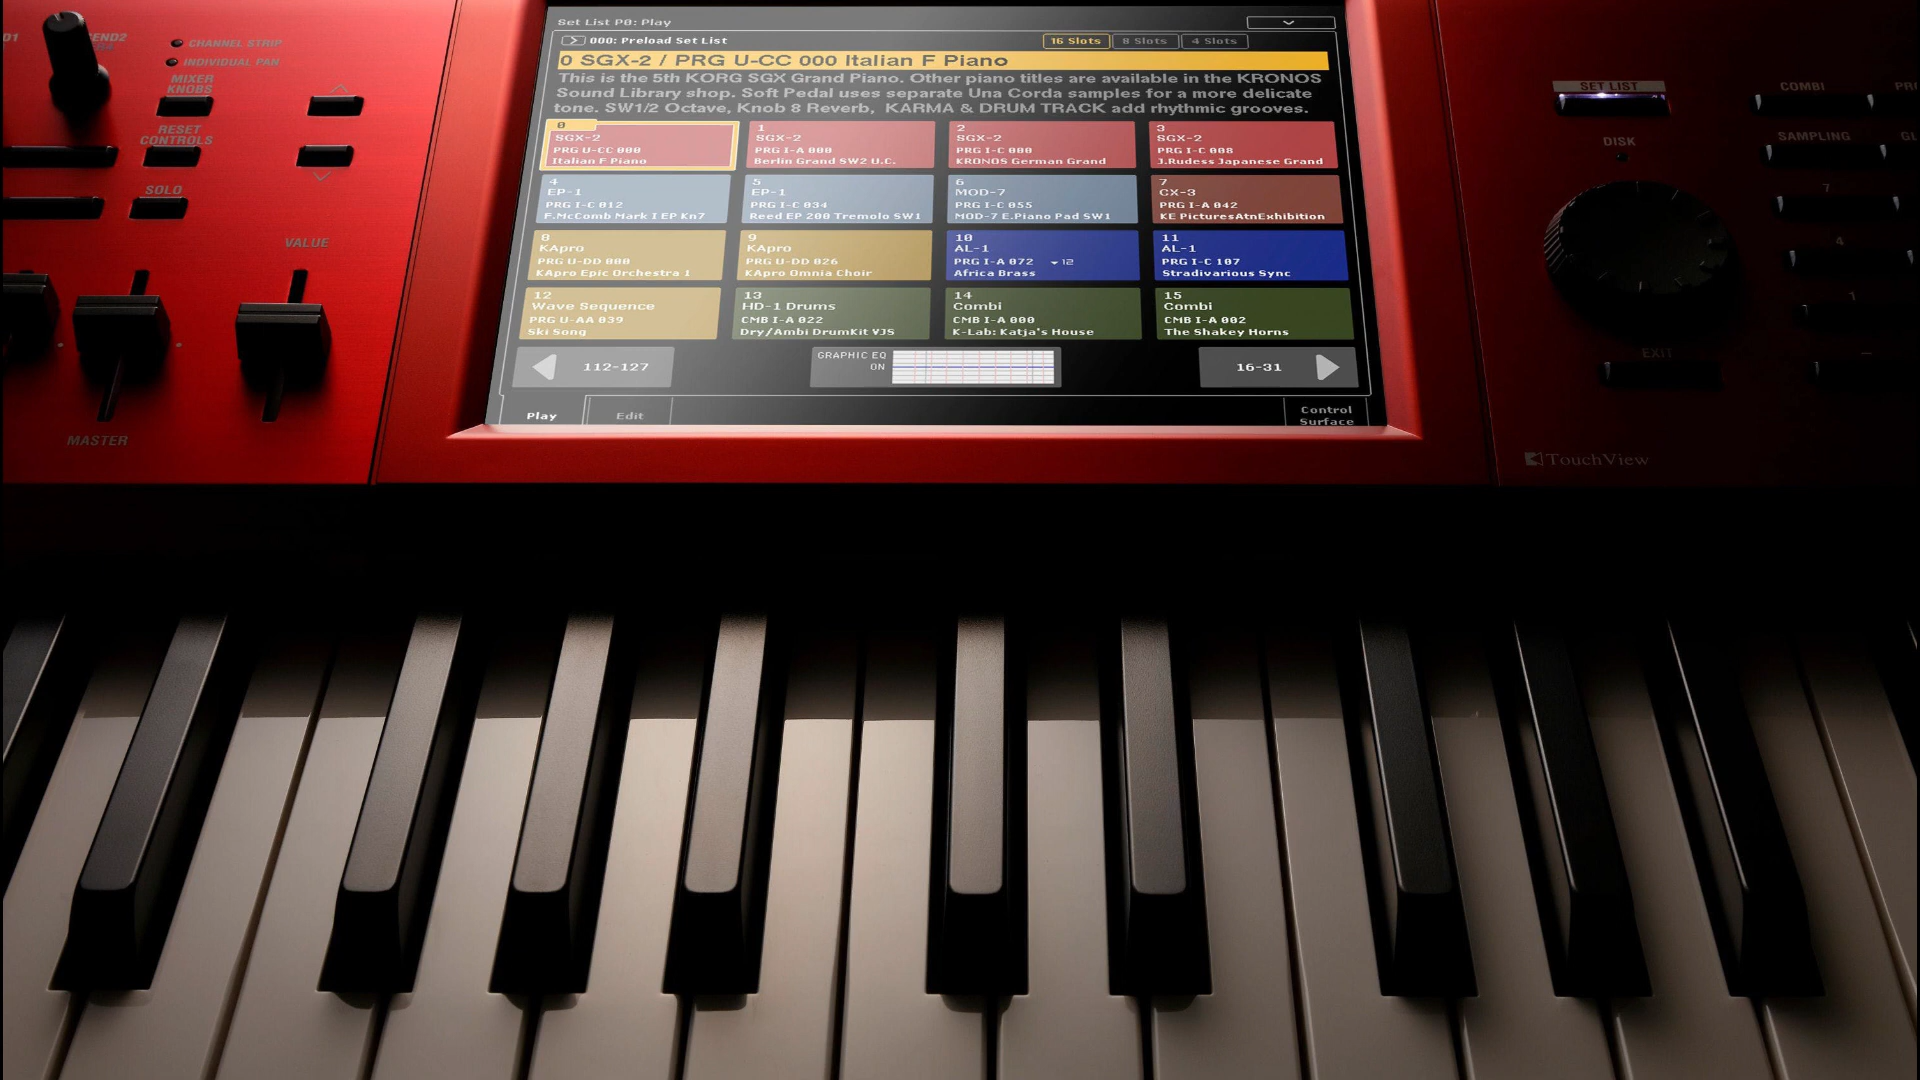 Set List P0: Play
000: Preload Set List
16 Slots
8 Slots
4 Slots
0 SGX-2 / PRG U-CC 000 Italian F Piano
This is the 5th KORG SGX Grand Piano. Other piano titles are available in the KRONOS
Sound Library shop. Soft Pedal uses separate Una Corda samples for a more delicate
tone. SW1/2 Octave, Knob 8 Reverb, KARMA & DRUM TRACK add rhythmic grooves.
0
SGX-2
PRG U-CC 000
Italian F Piano
1
SGX-2
PRG I-A 000
Berlin Grand SW2 U.C.
2
SGX-2
PRG I-C 000
KRONOS German Grand
3
SGX-2
PRG I-C 008
J.Rudess Japanese Grand
4
EP-1
PRG I-C 012
F.McComb Mark I EP Kn7
5
EP-1
PRG I-C 034
Reed EP 200 Tremolo SW1
6
MOD-7
PRG I-C 055
MOD-7 E.Piano Pad SW1
7
CX-3
PRG I-A 042
KE PicturesAtnExhibition
8
KApro
PRG U-DD 000
KApro Epic Orchestra 1
9
KApro
PRG U-DD 026
KApro Omnia Choir
10
AL-1
PRG I-A 072 12
Africa Brass
11
AL-1
PRG I-C 107
Stradivarious Sync
12
Wave Sequence
PRG U-AA 039
Ski Song
13
HD-1 Drums
CMB I-A 022
Dry/Ambi DrumKit VJS
14
Combi
CMB I-A 000
K-Lab: Katja's House
15
Combi
CMB I-A 002
The Shakey Horns
112-127
GRAPHIC EQ
ON
16-31
Play
Edit
Control
Surface
CHANNEL STRIP
INDIVIDUAL PAN
MIXER
KNOBS
RESET
CONTROLS
SOLO
VALUE
MASTER
SET LIST
COMBI
DISK
SAMPLING
7
4
1
EXIT
TouchView